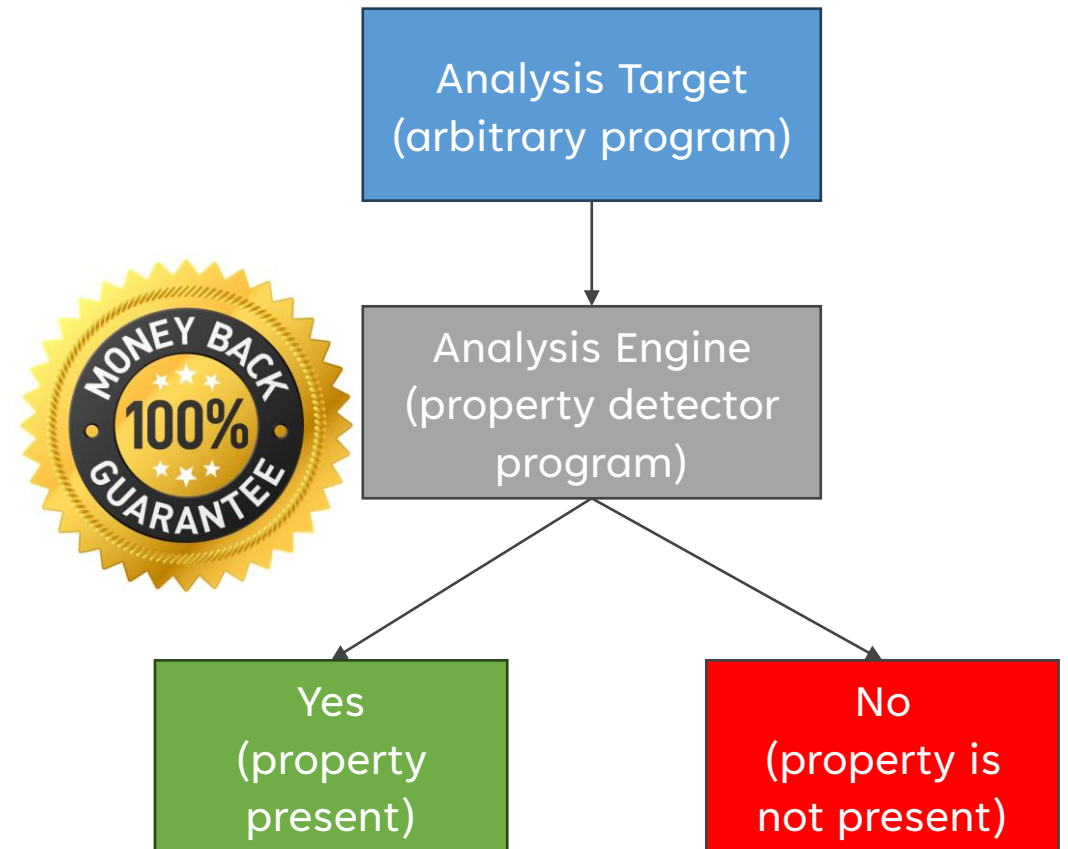 Analysis Target
(arbitrary program)
MONEY BACK
100%
GUARANTEE
Analysis Engine
(property detector
program)
Yes
(property
present)
No
(property is
not present)